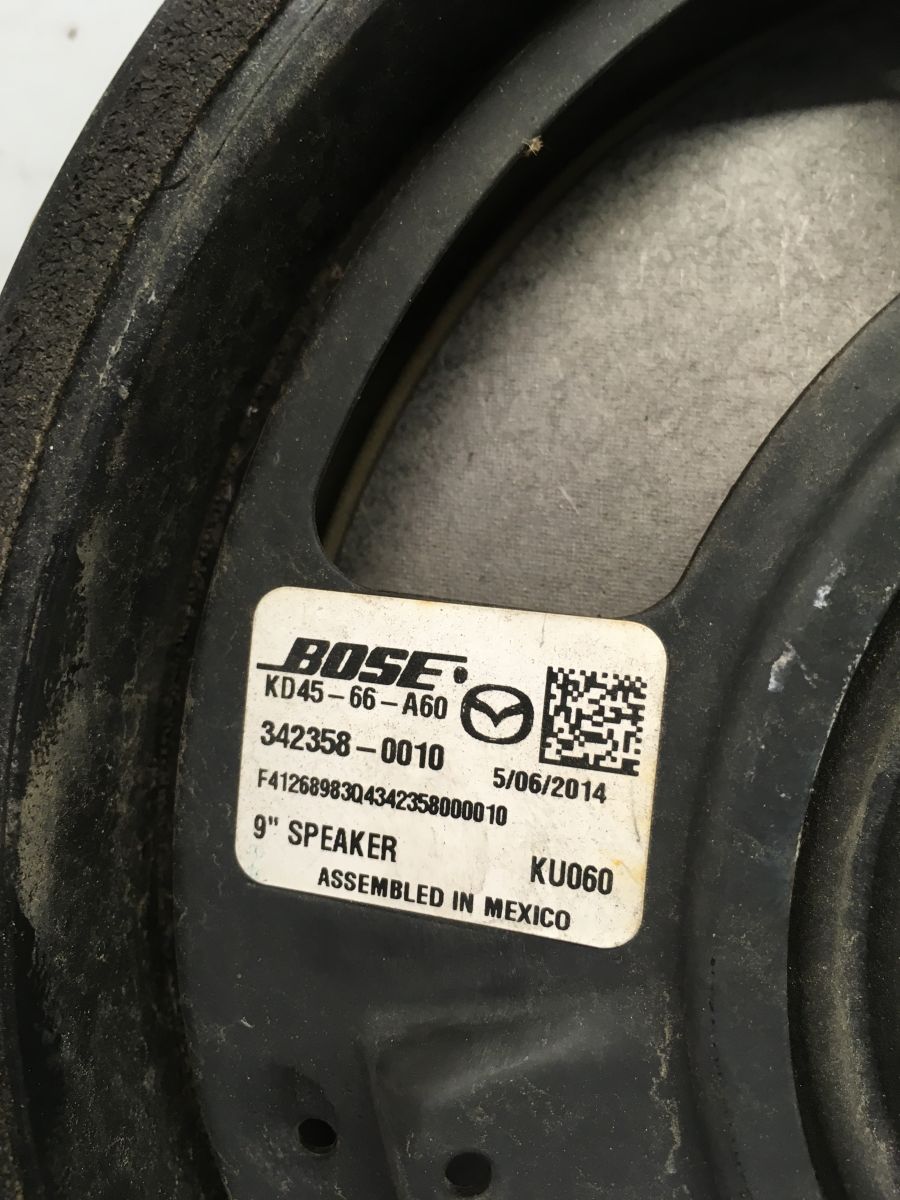 BOSE
KD45-66-A60
342358-0010
5/06/2014
F41268983Q4342358000010
9" SPEAKER
KU060
ASSEMBLED IN MEXICO